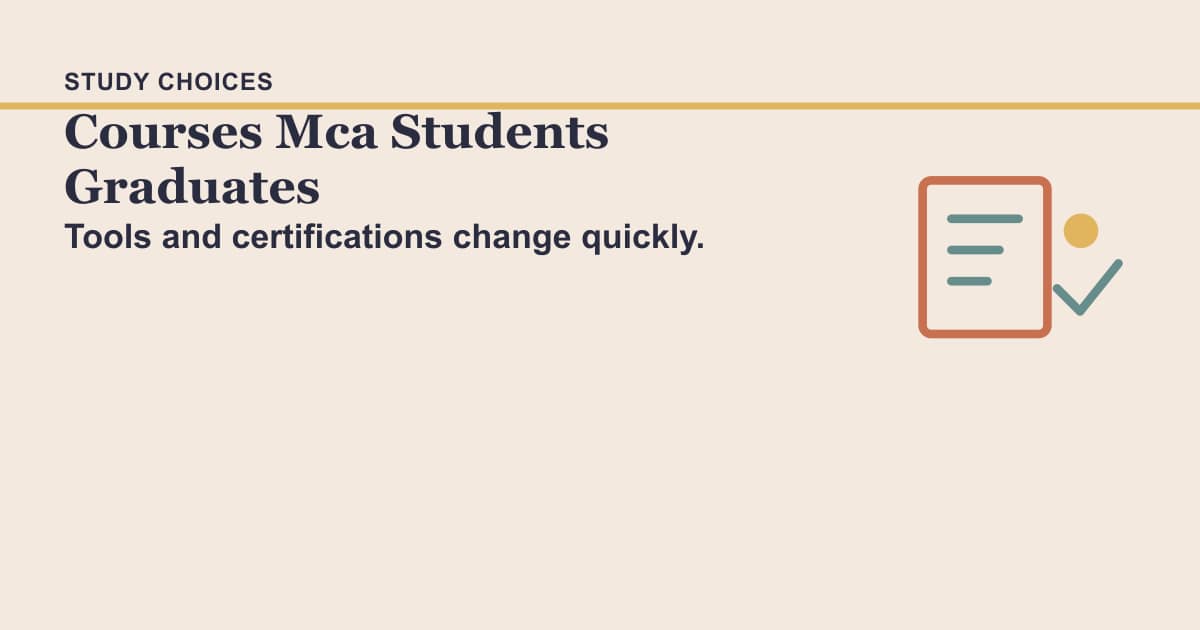 STUDY CHOICES
Courses Mca Students
Graduates
Tools and certifications change quickly.